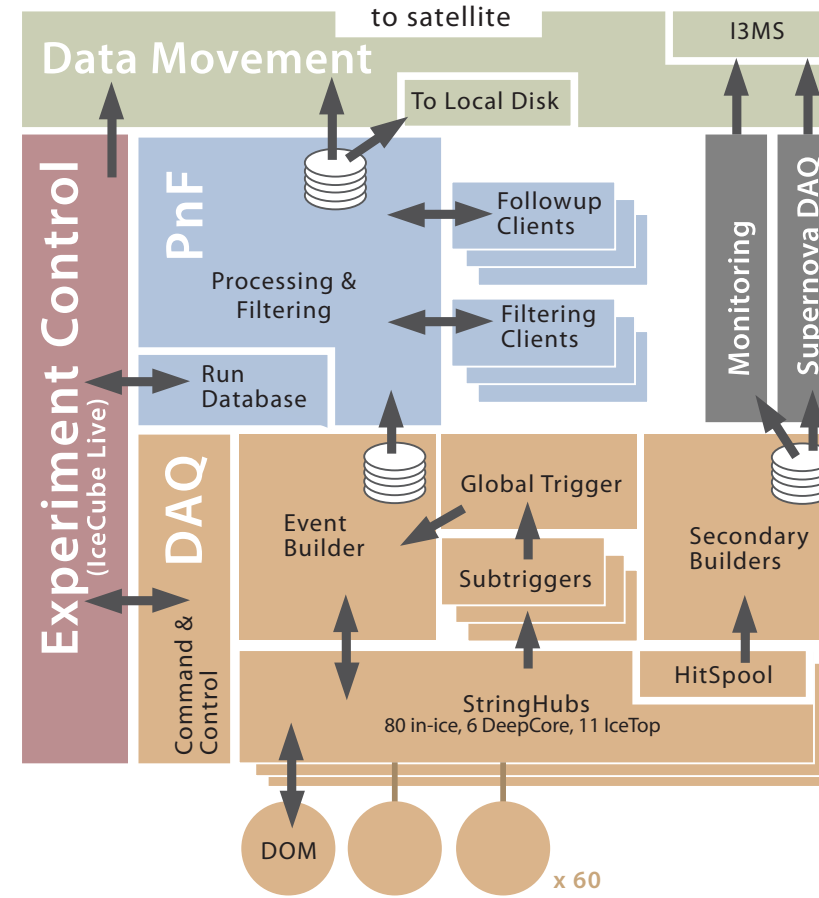 to satellite
Data Movement
I3MS
To Local Disk
Experiment Control
(IceCube Live)
PnF
Processing &
Filtering
Followup
Clients
Filtering
Clients
Monitoring
Supernova DAQ
Run
Database
DAQ
Command &
Control
Event
Builder
Global Trigger
Subtriggers
Secondary
Builders
HitSpool
StringHubs
80 in-ice, 6 DeepCore, 11 IceTop
DOM
x 60